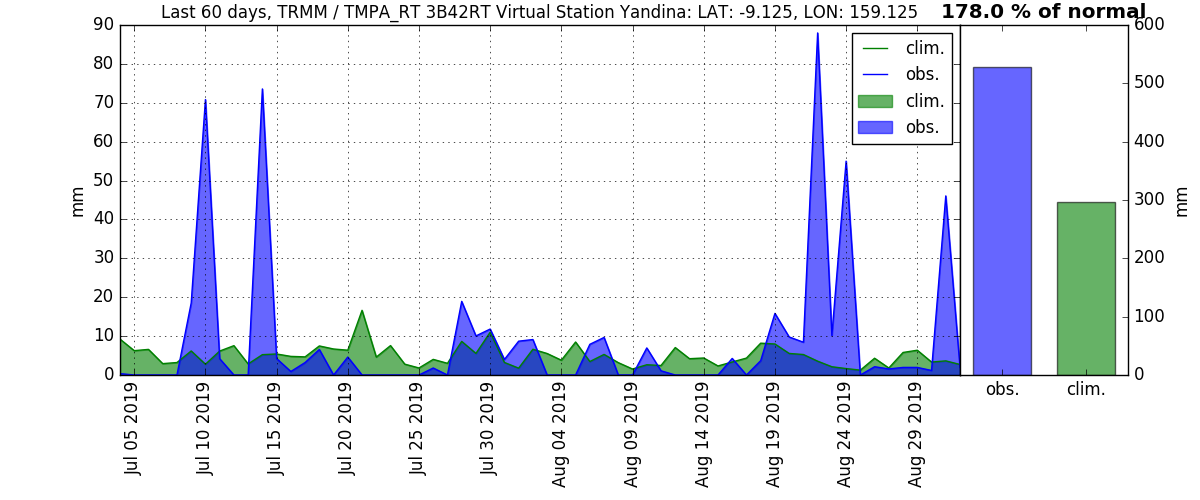 Last 60 days, TRMM / TMPA_RT 3B42RT Virtual Station Yandina: LAT: -9.125, LON: 159.125
178.0 % of normal
90
80
70
60
50
40
30
20
10
0
mm
clim.
obs.
clim.
obs.
600
500
400
300
200
100
0
mm
Jul 05 2019
Jul 10 2019
Jul 15 2019
Jul 20 2019
Jul 25 2019
Jul 30 2019
Aug 04 2019
Aug 09 2019
Aug 14 2019
Aug 19 2019
Aug 24 2019
Aug 29 2019
obs.
clim.